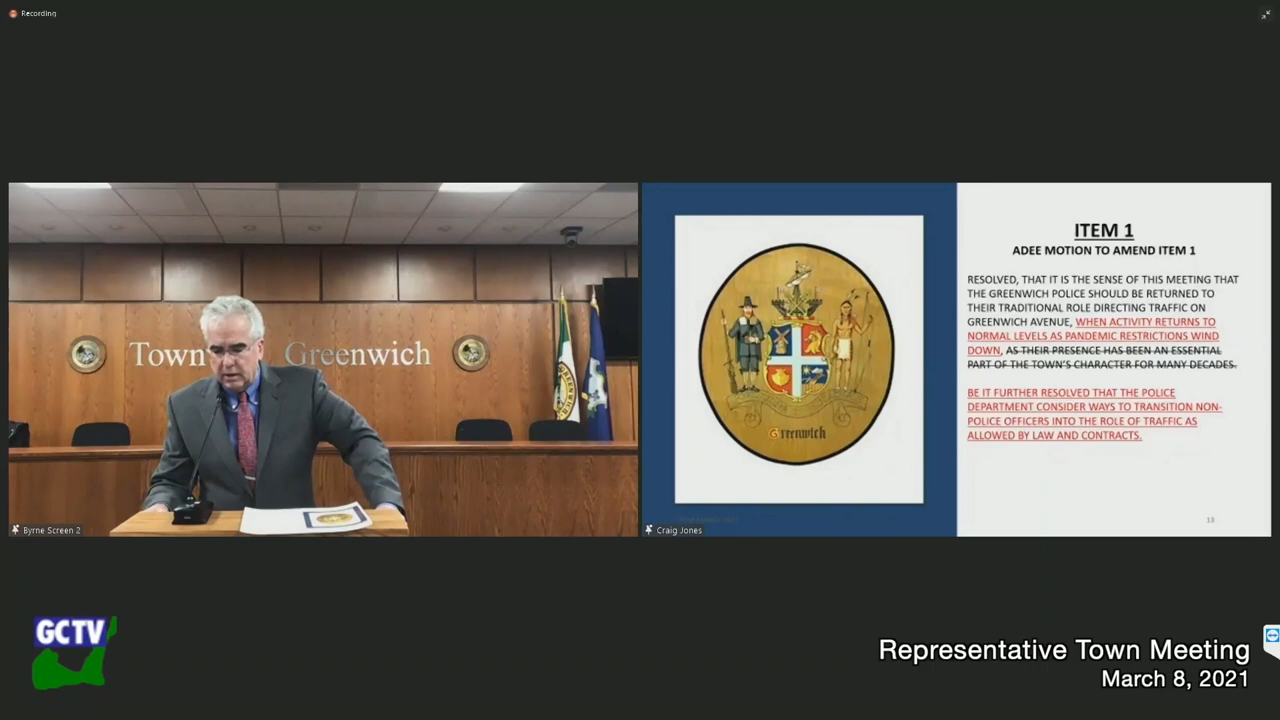 Recording
Town Greenwich
Byrne Screen 2
Greenwich
ITEM 1
ADEE MOTION TO AMEND ITEM 1
RESOLVED, THAT IT IS THE SENSE OF THIS MEETING THAT
THE GREENWICH POLICE SHOULD BE RETURNED TO
THEIR TRADITIONAL ROLE DIRECTING TRAFFIC ON
GREENWICH AVENUE, WHEN ACTIVITY RETURNS TO
NORMAL LEVELS AS PANDEMIC RESTRICTIONS WIND
DOWN, AS THEIR PRESENCE HAS BEEN AN ESSENTIAL
PART OF THE TOWN'S CHARACTER FOR MANY DECADES.
BE IT FURTHER RESOLVED THAT THE POLICE
DEPARTMENT CONSIDER WAYS TO TRANSITION NON-
POLICE OFFICERS INTO THE ROLE OF TRAFFIC AS
ALLOWED BY LAW AND CONTRACTS.
13
Craig Jones
GCTV
Representative Town Meeting
March 8, 2021